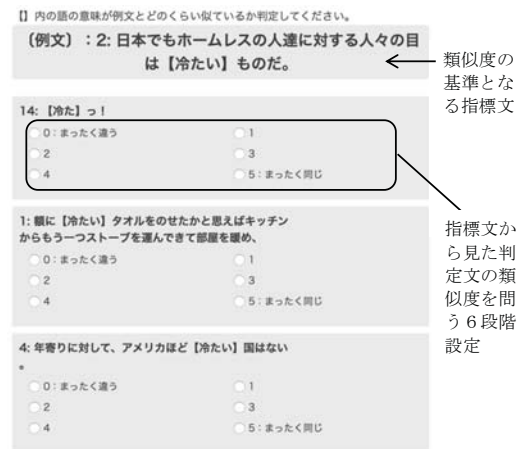 【】内の語の意味が例文とどのくらい似ているか判定してください。
〔例文〕：2: 日本でもホームレスの人達に対する人々の目
は【冷たい】ものだ。
類似度の
基準とな
る指標文
14: 【冷た】っ！
0：まったく違う
1
2
3
4
5：まったく同じ
1: 額に【冷たい】タオルをのせたかと思えばキッチン
からもう一つストーブを運んできて部屋を暖め、
0：まったく違う
1
2
3
4
5：まったく同じ
指標文か
ら見た判
定文の類
似度を問
う６段階
設定
4: 年寄りに対して、アメリカほど【冷たい】国はない
。
0：まったく違う
1
2
3
4
5：まったく同じ